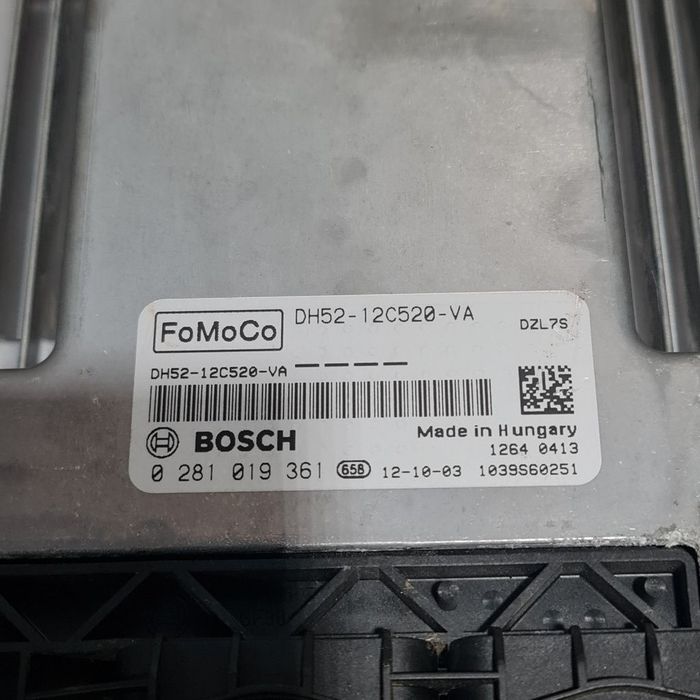 FoMoCo DH52-12C520-VA DZL7S
DH52-12C520-VA ————
BOSCH Made in Hungary
1264 0413
0 281 019 361 658 12-10-03 1039S60251